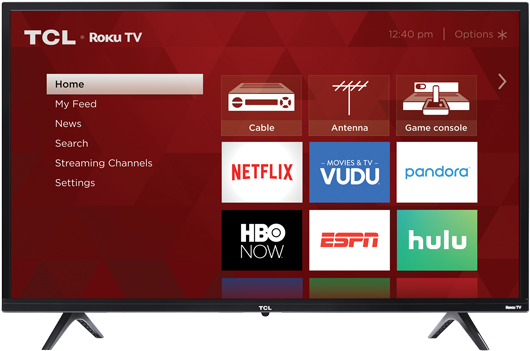 TCL • Roku TV
12:40 pm | Options ✱
Home
My Feed
News
Search
Streaming Channels
Settings
Cable
Antenna
Game console
NETFLIX
– MOVIES & TV –
VUDU
pandora
HBO
NOW
ESPN
hulu
TCL
Roku TV